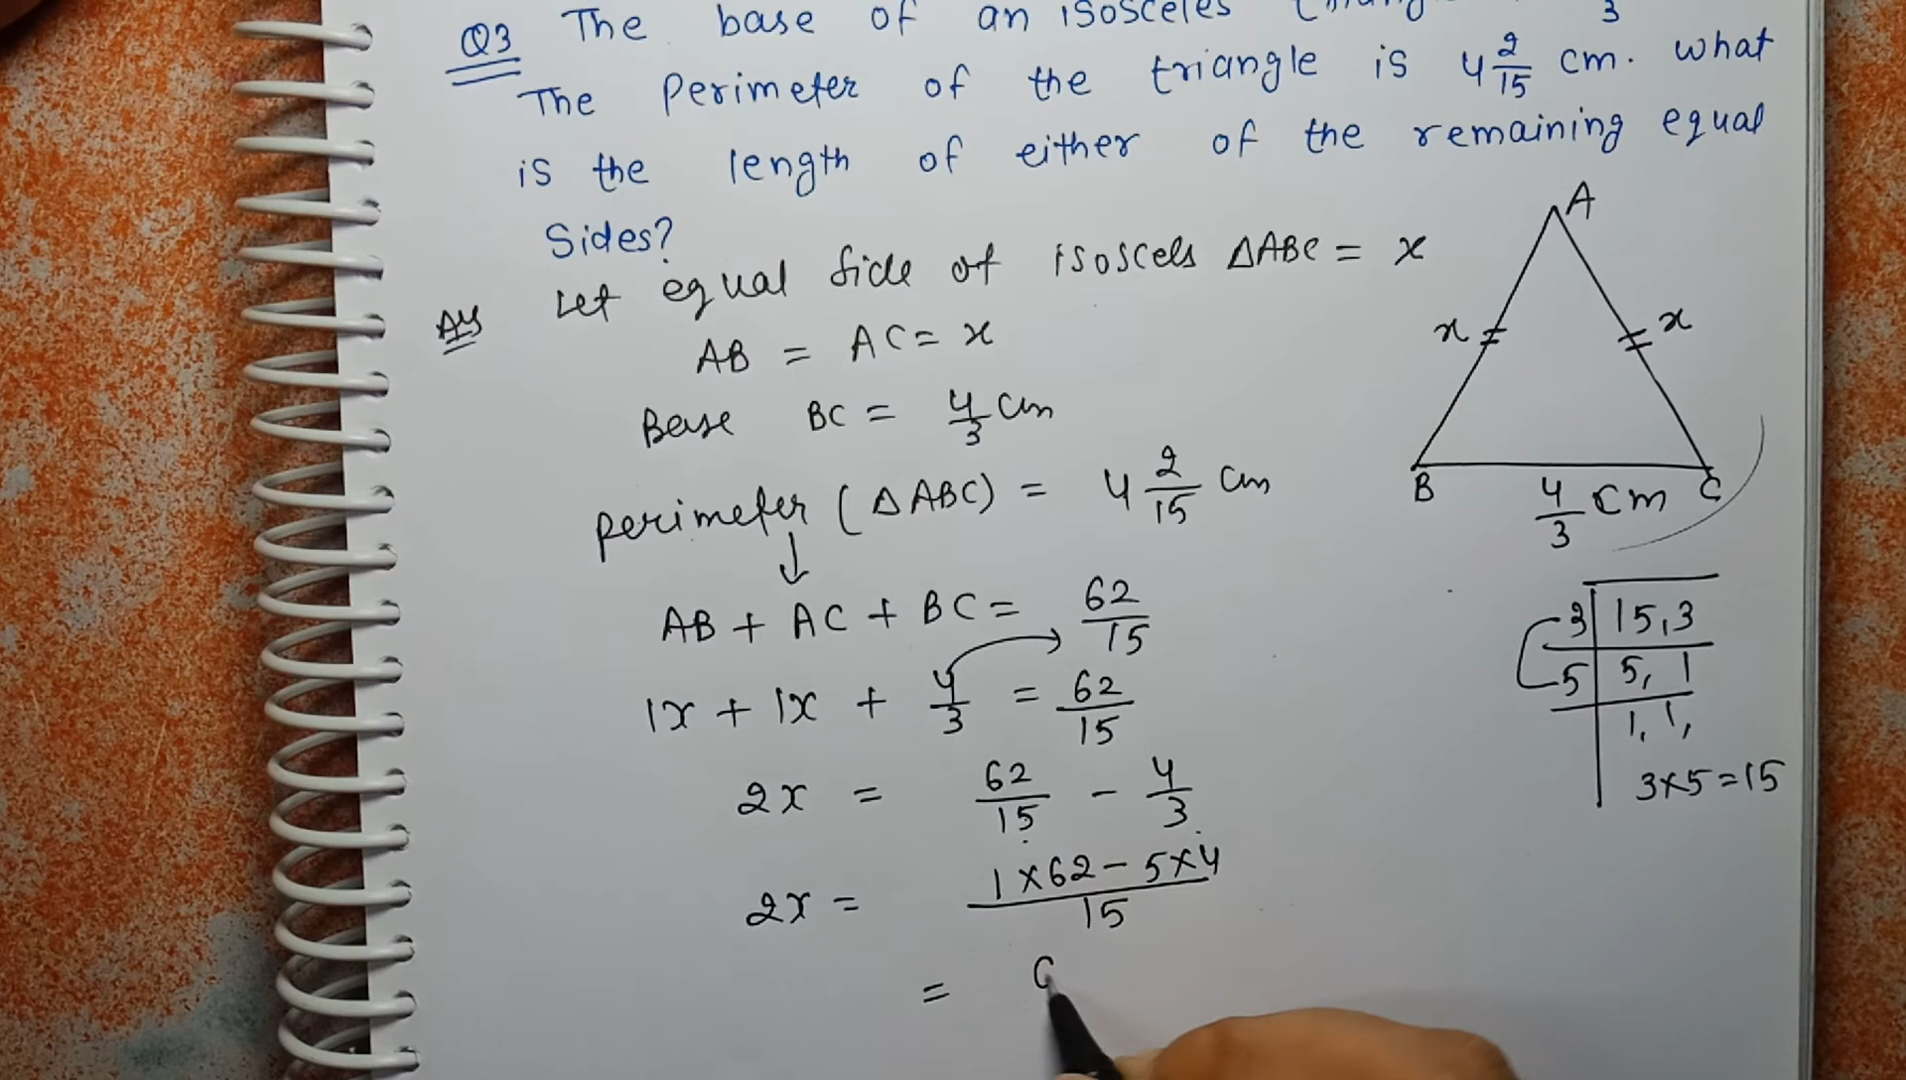 Q3 The base of an isosceles
3
The Perimeter of the triangle is 4 2/15 cm. what
is the length of either of the remaining equal
Sides?
Ans Let equal side of isoscels △ABC = x
AB = AC = x
Base BC = 4/3 cm
perimeter (△ABC) = 4 2/15 cm
↓
AB + AC + BC = 62/15
1x + 1x + 4/3 = 62/15
2x = 62/15 - 4/3
2x = 1×62-5×4/15
=
A
x x
B C
4/3 cm
3 | 15,3
5 | 5, 1
1, 1,
3×5=15